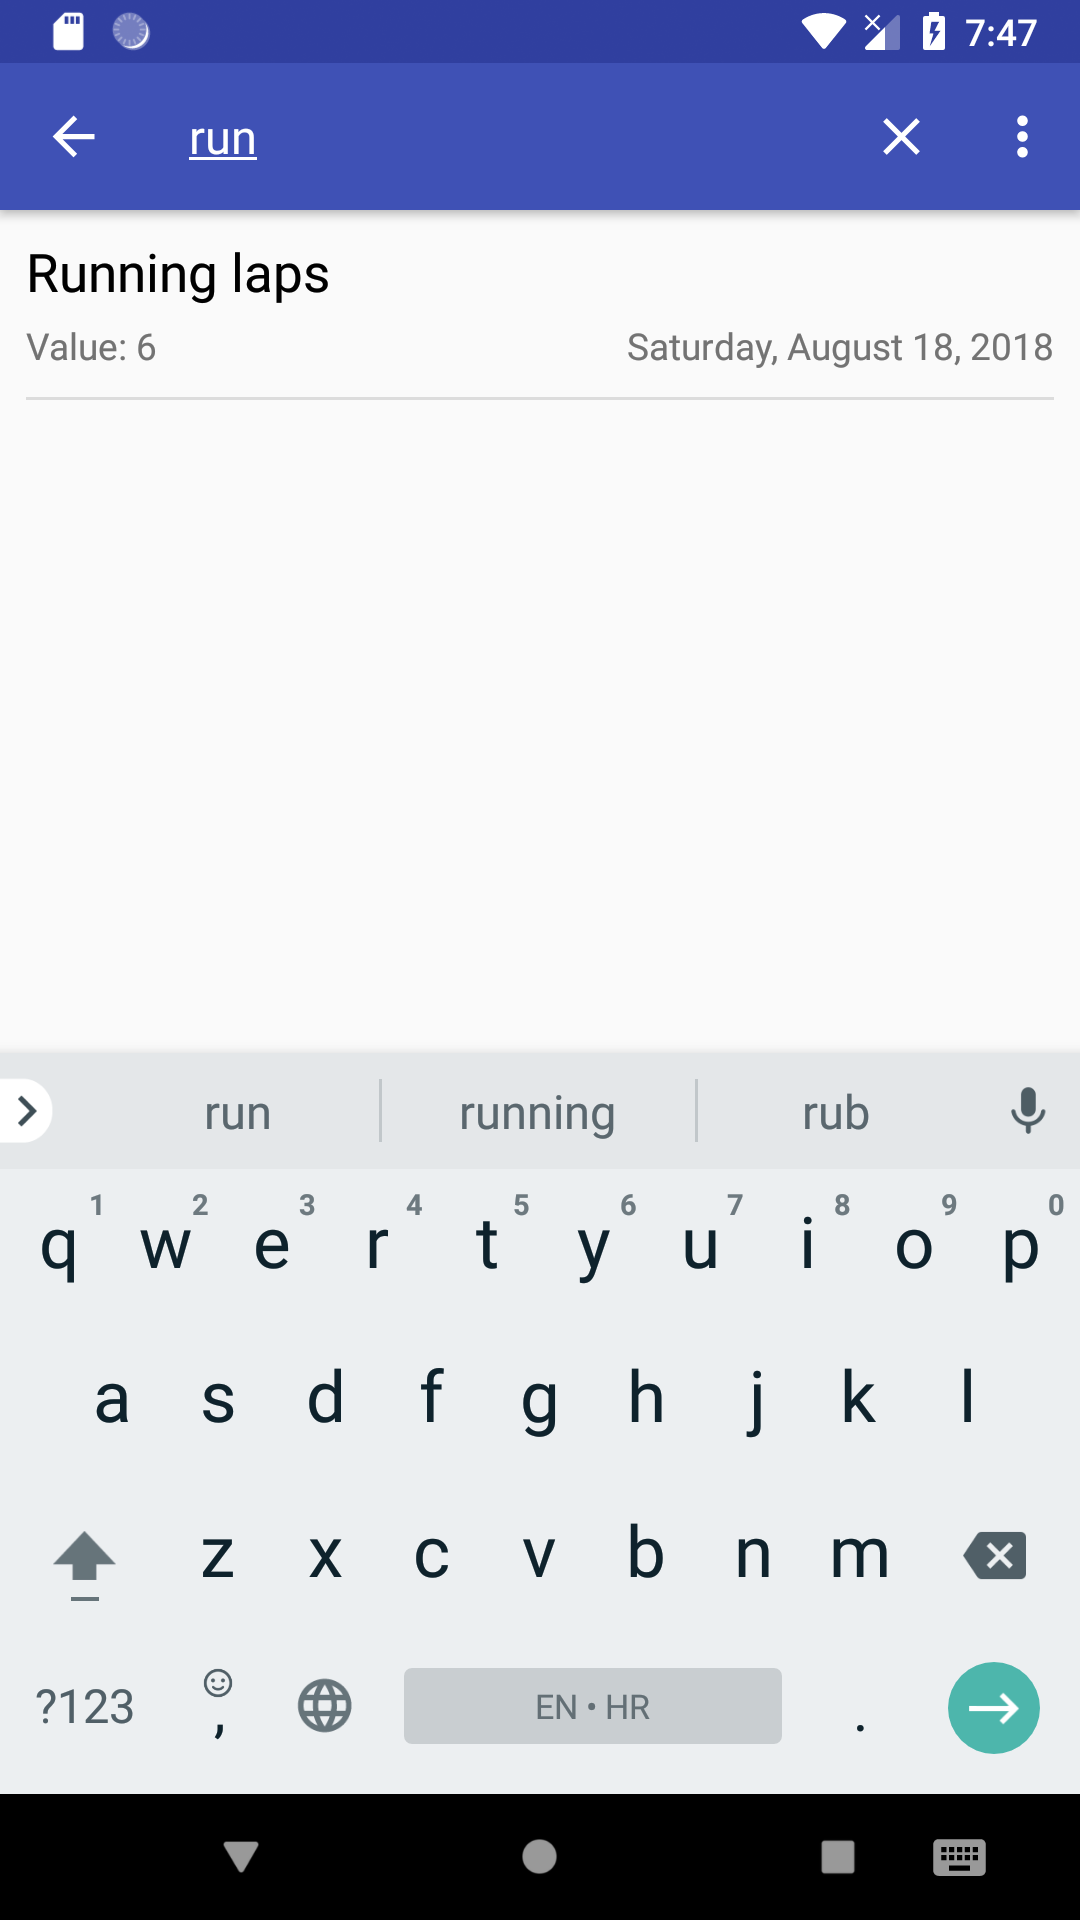 7:47
run
Running laps
Value: 6 Saturday, August 18, 2018
run running rub
1 2 3 4 5 6 7 8 9 0
q w e r t y u i o p
a s d f g h j k l
z x c v b n m
?123 , EN • HR .